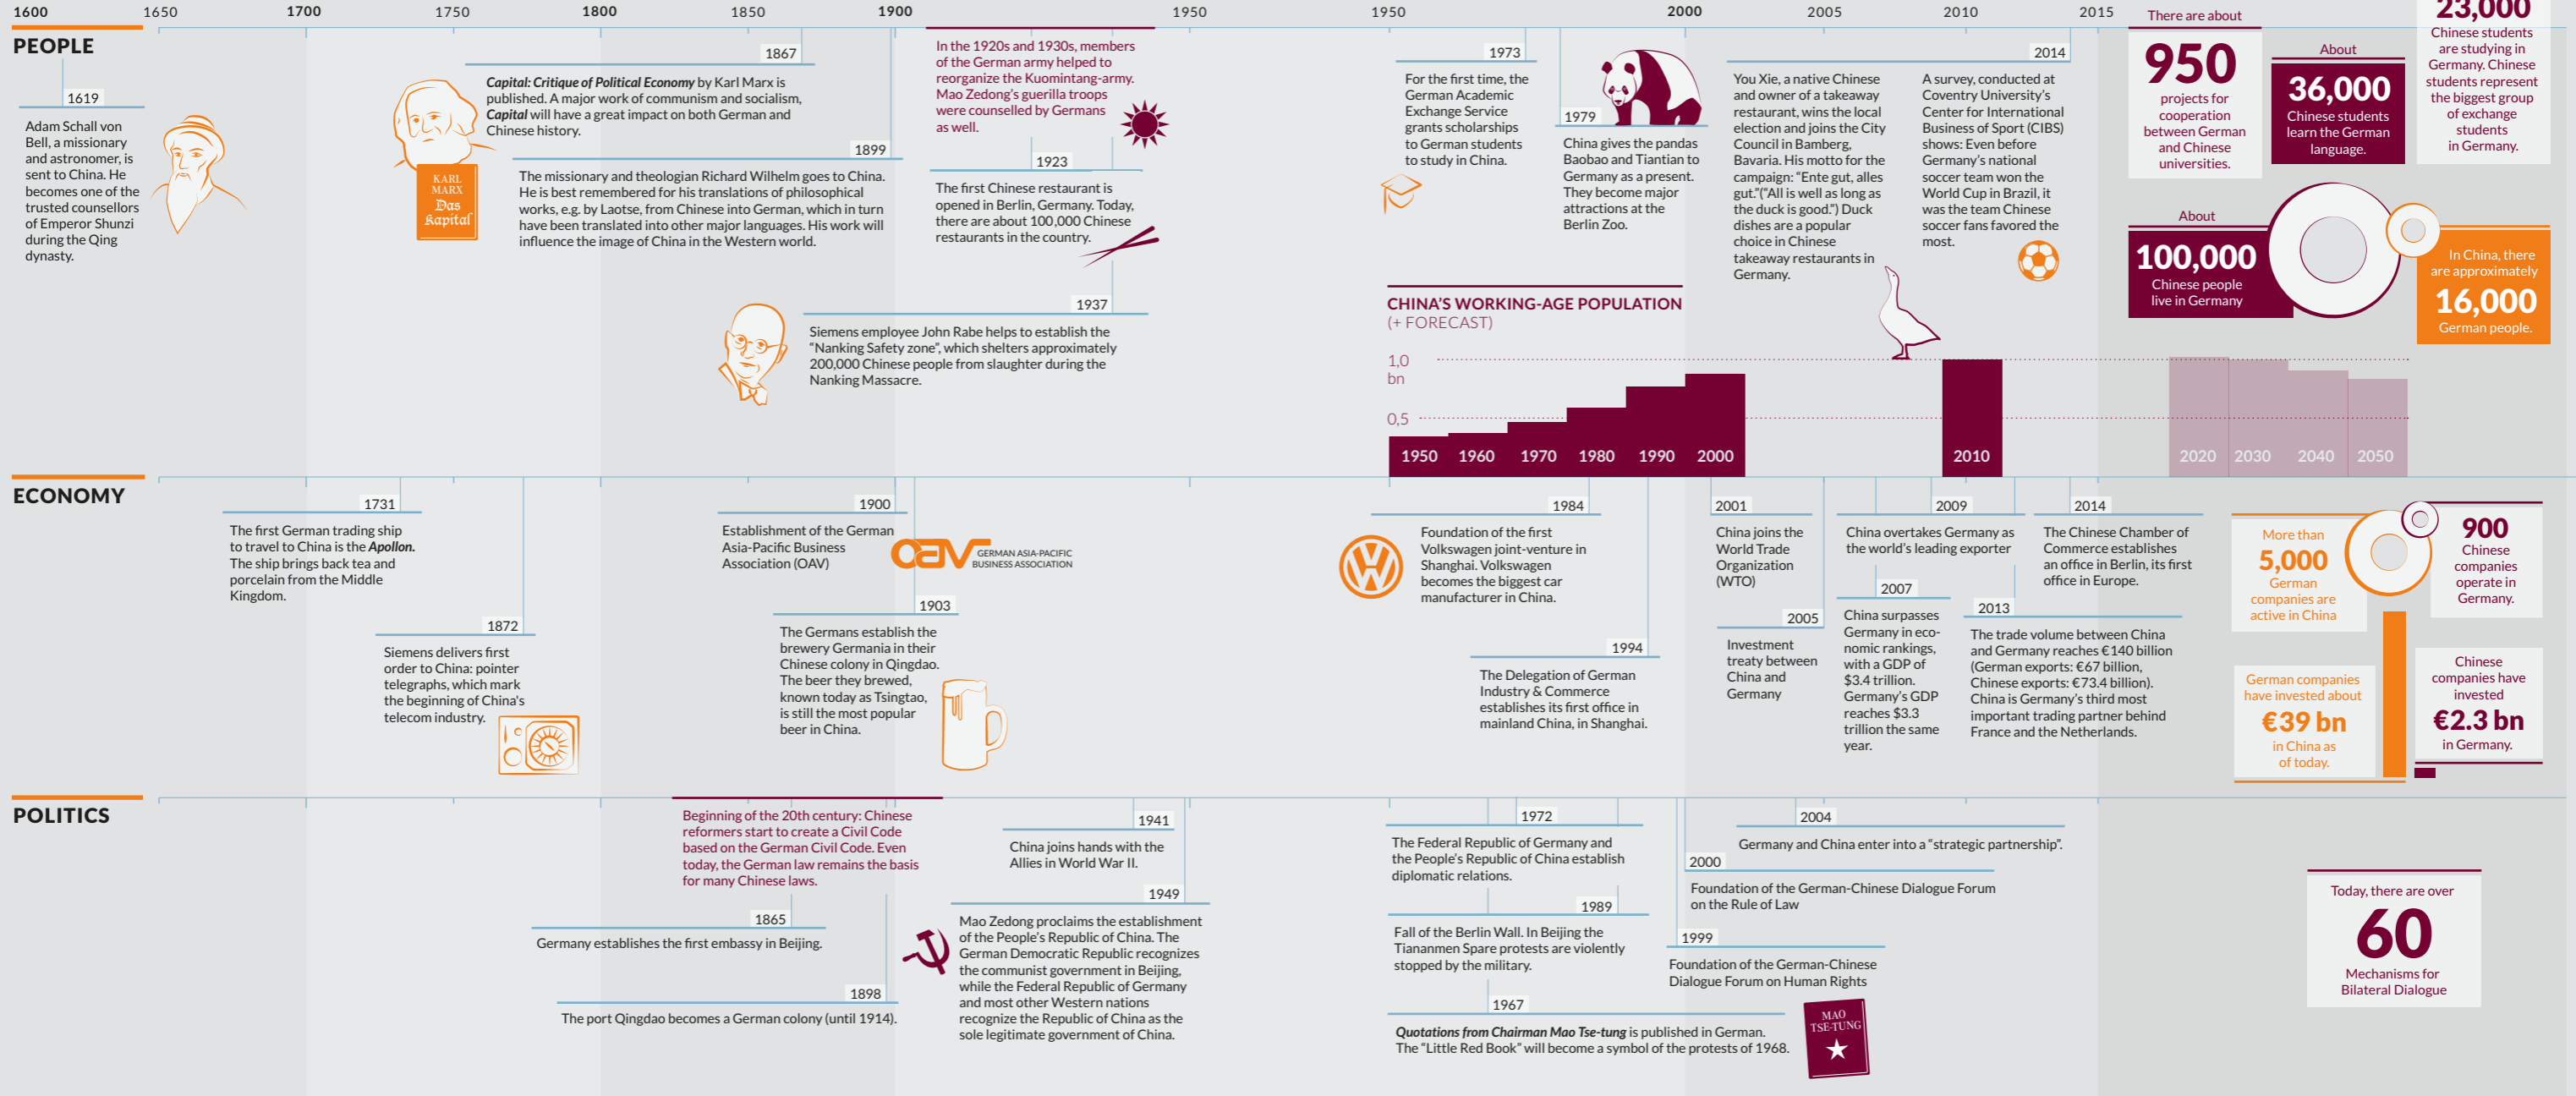 1600
1650
1700
1750
1800
1850
1900
1950
1950
2000
2005
2010
2015
PEOPLE
1619
Adam Schall von
Bell, a missionary
and astronomer, is
sent to China. He
becomes one of the
trusted counsellors
of Emperor Shunzi
during the Qing
dynasty.
1867
Capital: Critique of Political Economy by Karl Marx is
published. A major work of communism and socialism,
Capital will have a great impact on both German and
Chinese history.
KARL
MARX
Das
Kapital
1899
The missionary and theologian Richard Wilhelm goes to China.
He is best remembered for his translations of philosophical
works, e.g. by Laotse, from Chinese into German, which in turn
have been translated into other major languages. His work will
influence the image of China in the Western world.
In the 1920s and 1930s, members
of the German army helped to
reorganize the Kuomintang-army.
Mao Zedong's guerilla troops
were counselled by Germans
as well.
1923
The first Chinese restaurant is
opened in Berlin, Germany. Today,
there are about 100,000 Chinese
restaurants in the country.
1937
Siemens employee John Rabe helps to establish the
“Nanking Safety zone”, which shelters approximately
200,000 Chinese people from slaughter during the
Nanking Massacre.
1973
For the first time, the
German Academic
Exchange Service
grants scholarships
to German students
to study in China.
1979
China gives the pandas
Baobao and Tiantian to
Germany as a present.
They become major
attractions at the
Berlin Zoo.
You Xie, a native Chinese
and owner of a takeaway
restaurant, wins the local
election and joins the City
Council in Bamberg,
Bavaria. His motto for the
campaign: “Ente gut, alles
gut.”(“All is well as long as
the duck is good.”) Duck
dishes are a popular
choice in Chinese
takeaway restaurants in
Germany.
2014
A survey, conducted at
Coventry University's
Center for International
Business of Sport (CIBS)
shows: Even before
Germany's national
soccer team won the
World Cup in Brazil, it
was the team Chinese
soccer fans favored the
most.
There are about
950
projects for
cooperation
between German
and Chinese
universities.
About
36,000
Chinese students
learn the German
language.
23,000
Chinese students
are studying in
Germany. Chinese
students represent
the biggest group
of exchange
students
in Germany.
About
100,000
Chinese people
live in Germany
In China, there
are approximately
16,000
German people.
CHINA'S WORKING-AGE POPULATION
(+ FORECAST)
1,0
bn
0,5
1950
1960
1970
1980
1990
2000
2010
2020
2030
2040
2050
ECONOMY
1731
The first German trading ship
to travel to China is the Apollon.
The ship brings back tea and
porcelain from the Middle
Kingdom.
1872
Siemens delivers first
order to China: pointer
telegraphs, which mark
the beginning of China's
telecom industry.
1900
Establishment of the German
Asia-Pacific Business
Association (OAV)
OAV
GERMAN ASIA-PACIFIC
BUSINESS ASSOCIATION
1903
The Germans establish the
brewery Germania in their
Chinese colony in Qingdao.
The beer they brewed,
known today as Tsingtao,
is still the most popular
beer in China.
1984
Foundation of the first
Volkswagen joint-venture in
Shanghai. Volkswagen
becomes the biggest car
manufacturer in China.
1994
The Delegation of German
Industry & Commerce
establishes its first office in
mainland China, in Shanghai.
2001
China joins the
World Trade
Organization
(WTO)
2005
Investment
treaty between
China and
Germany
2009
China overtakes Germany as
the world's leading exporter
2007
China surpasses
Germany in eco-
nomic rankings,
with a GDP of
$3.4 trillion.
Germany's GDP
reaches $3.3
trillion the same
year.
2014
The Chinese Chamber of
Commerce establishes
an office in Berlin, its first
office in Europe.
2013
The trade volume between China
and Germany reaches €140 billion
(German exports: €67 billion,
Chinese exports: €73.4 billion).
China is Germany's third most
important trading partner behind
France and the Netherlands.
More than
5,000
German
companies are
active in China
900
Chinese
companies
operate in
Germany.
German companies
have invested about
€39 bn
in China as
of today.
Chinese
companies have
invested
€2.3 bn
in Germany.
POLITICS
Beginning of the 20th century: Chinese
reformers start to create a Civil Code
based on the German Civil Code. Even
today, the German law remains the basis
for many Chinese laws.
1865
Germany establishes the first embassy in Beijing.
1898
The port Qingdao becomes a German colony (until 1914).
1941
China joins hands with the
Allies in World War II.
1949
Mao Zedong proclaims the establishment
of the People's Republic of China. The
German Democratic Republic recognizes
the communist government in Beijing,
while the Federal Republic of Germany
and most other Western nations
recognize the Republic of China as the
sole legitimate government of China.
1972
The Federal Republic of Germany and
the People's Republic of China establish
diplomatic relations.
1989
Fall of the Berlin Wall. In Beijing the
Tiananmen Spare protests are violently
stopped by the military.
1967
Quotations from Chairman Mao Tse-tung is published in German.
The “Little Red Book” will become a symbol of the protests of 1968.
MAO
TSE-TUNG
2004
Germany and China enter into a “strategic partnership”.
2000
Foundation of the German-Chinese Dialogue Forum
on the Rule of Law
1999
Foundation of the German-Chinese
Dialogue Forum on Human Rights
Today, there are over
60
Mechanisms for
Bilateral Dialogue